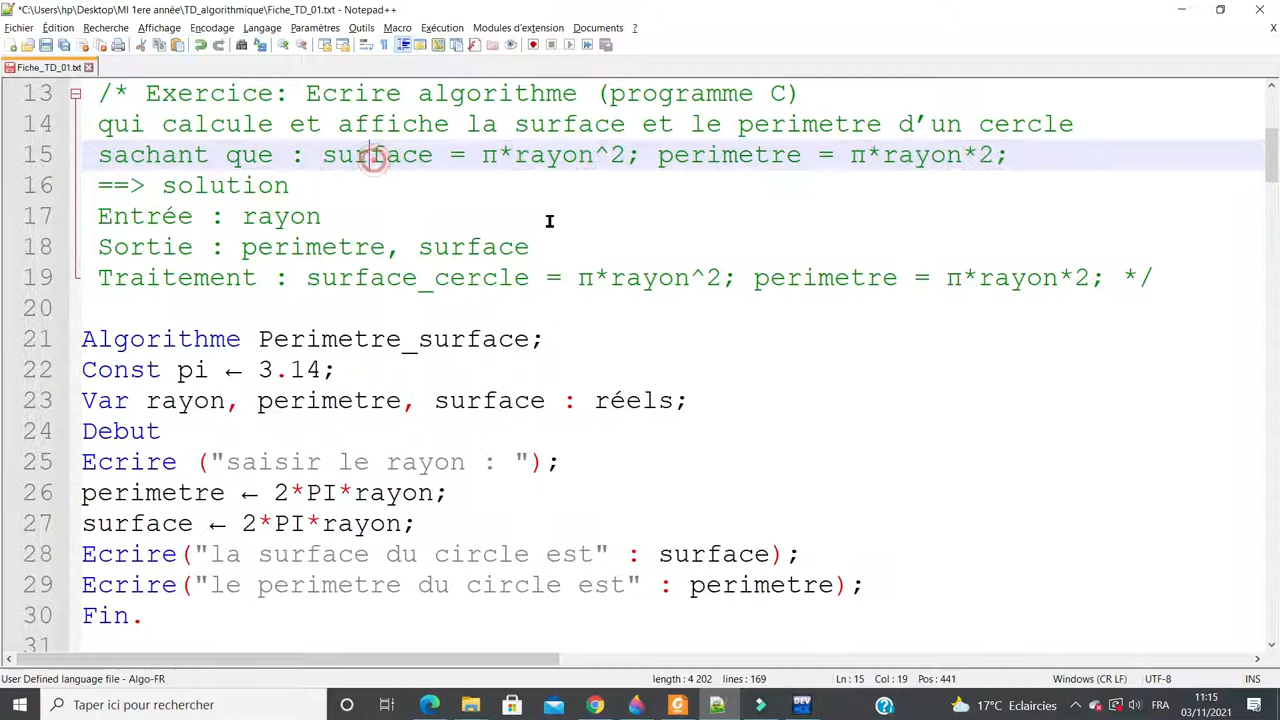 *C:\Users\hp\Desktop\MI 1ere année\TD_algorithmique\Fiche_TD_01.txt - Notepad++
Fichier Édition Recherche Affichage Encodage Langage Paramètres Outils Macro Exécution Modules d'extension Documents ? X
Fiche_TD_01.txt
13 /* Exercice: Ecrire algorithme (programme C)
14 qui calcule et affiche la surface et le perimetre d’un cercle
15 sachant que : surface = π*rayon^2; perimetre = π*rayon*2;
16 ==> solution
17 Entrée : rayon
18 Sortie : perimetre, surface
19 Traitement : surface_cercle = π*rayon^2; perimetre = π*rayon*2; */
20
21 Algorithme Perimetre_surface;
22 Const pi ← 3.14;
23 Var rayon, perimetre, surface : réels;
24 Debut
25 Ecrire ("saisir le rayon : ");
26 perimetre ← 2*PI*rayon;
27 surface ← 2*PI*rayon;
28 Ecrire("la surface du circle est" : surface);
29 Ecrire("le perimetre du circle est" : perimetre);
30 Fin.
31
User Defined language file - Algo-FR length : 4 202 lines : 169 Ln : 15 Col : 19 Pos : 441 Windows (CR LF) UTF-8 INS
Taper ici pour rechercher DEV 17°C Eclaircies FRA 11:15
03/11/2021